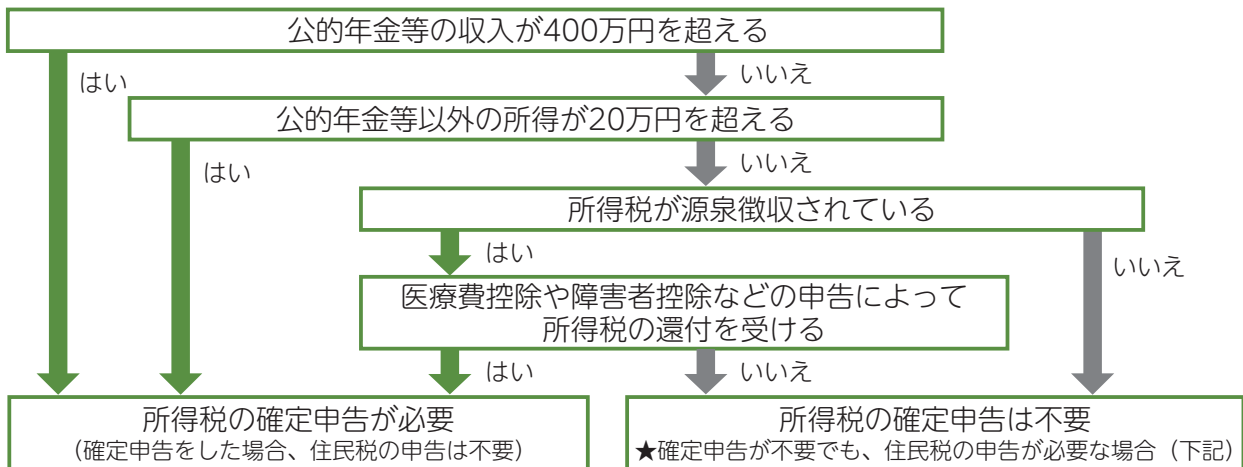 公的年金等の収入が400万円を超える
はい
いいえ
公的年金等以外の所得が20万円を超える
はい
いいえ
所得税が源泉徴収されている
はい
いいえ
医療費控除や障害者控除などの申告によって
所得税の還付を受ける
はい
いいえ
所得税の確定申告が必要
（確定申告をした場合、住民税の申告は不要）
所得税の確定申告は不要
★確定申告が不要でも、住民税の申告が必要な場合（下記）